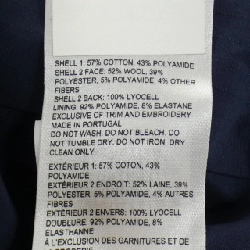 SHELL 1: 57% COTTON, 43% POLYAMIDE
SHELL 2 FACE: 52% WOOL, 39%
POLYESTER, 5% POLYAMIDE 4% OTHER
FIBERS
SHELL 2 BACK: 100% LYOCELL
LINING: 92% POLYAMIDE, 8% ELASTANE
EXCLUSIVE OF TRIM AND EMBROIDERY
MADE IN PORTUGAL
DO NOT WASH. DO NOT BLEACH. DO
NOT TUMBLE DRY. DO NOT IRON. DRY
CLEAN ONLY
EXTÉRIEUR 1: 57% COTON, 43%
POLYAMIDE
EXTÉRIEUR 2 ENDROIT: 52% LAINE, 39%
POLYESTER, 5% POLYAMIDE, 4% AUTRES
FIBRES
EXTÉRIEUR 2 ENVERS: 100% LYOCELL
DOUBLURE: 92% POLYAMIDE, 8%
ELASTHANNE
À L'EXCLUSION DES GARNITURES ET DE